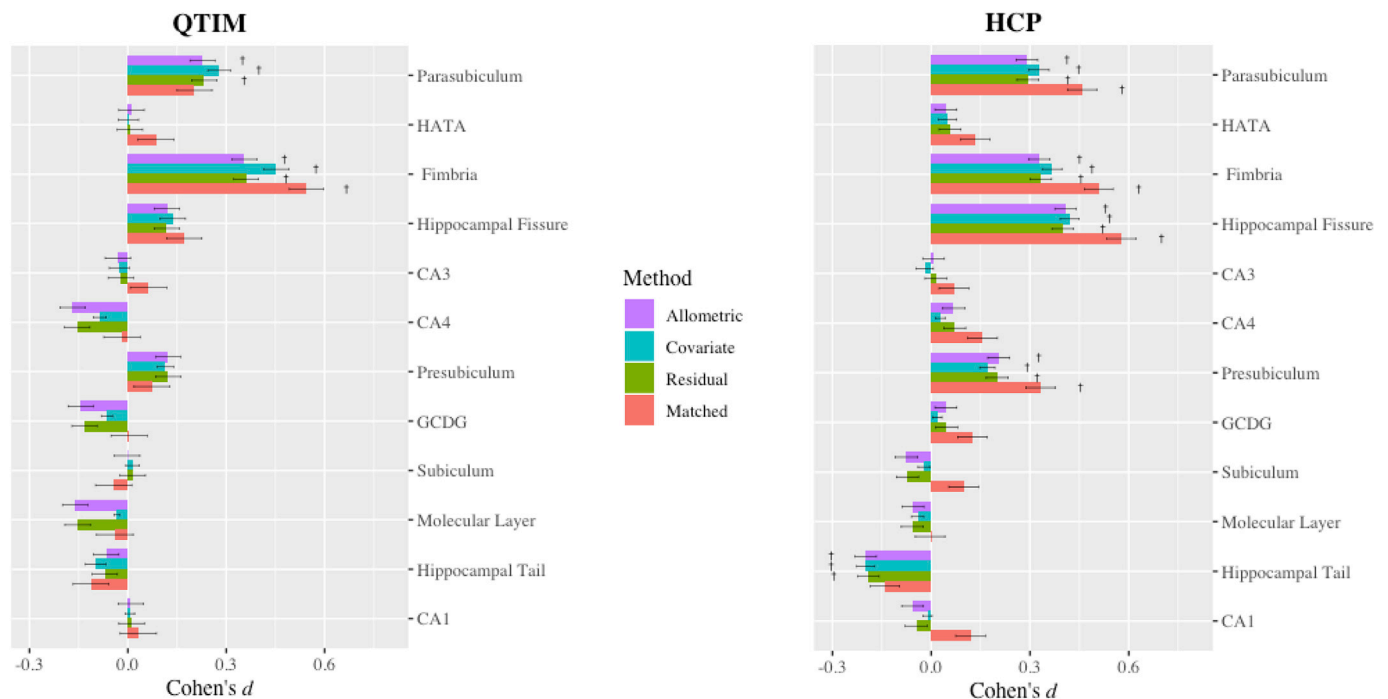 QTIM
†
†
Parasubiculum
†
HATA
†
†
Fimbria
†
†
Hippocampal Fissure
CA3
CA4
Presubiculum
GCDG
Subiculum
Molecular Layer
Hippocampal Tail
CA1
-0.3 0.0 0.3 0.6
Cohen's d
Method
Allometric
Covariate
Residual
Matched
HCP
†
†
Parasubiculum
†
†
HATA
†
†
Fimbria
†
†
†
†
Hippocampal Fissure
†
†
CA3
CA4
†
†
Presubiculum
†
†
GCDG
Subiculum
Molecular Layer
†
†
Hippocampal Tail
†
CA1
-0.3 0.0 0.3 0.6
Cohen's d